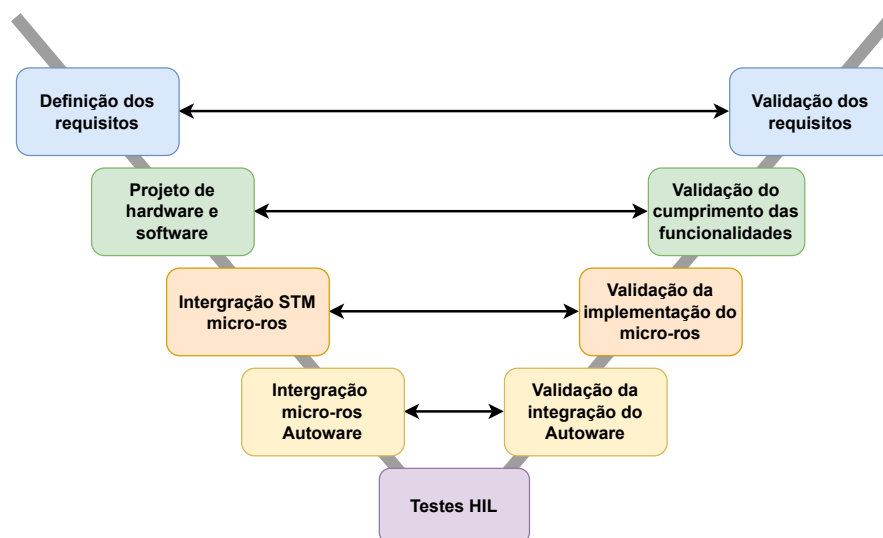 Definição dos
requisitos
Validação dos
requisitos
Projeto de
hardware e
software
Validação do
cumprimento das
funcionalidades
Intergração STM
micro-ros
Validação da
implementação do
micro-ros
Intergração
micro-ros
Autoware
Validação da
integração do
Autoware
Testes HIL